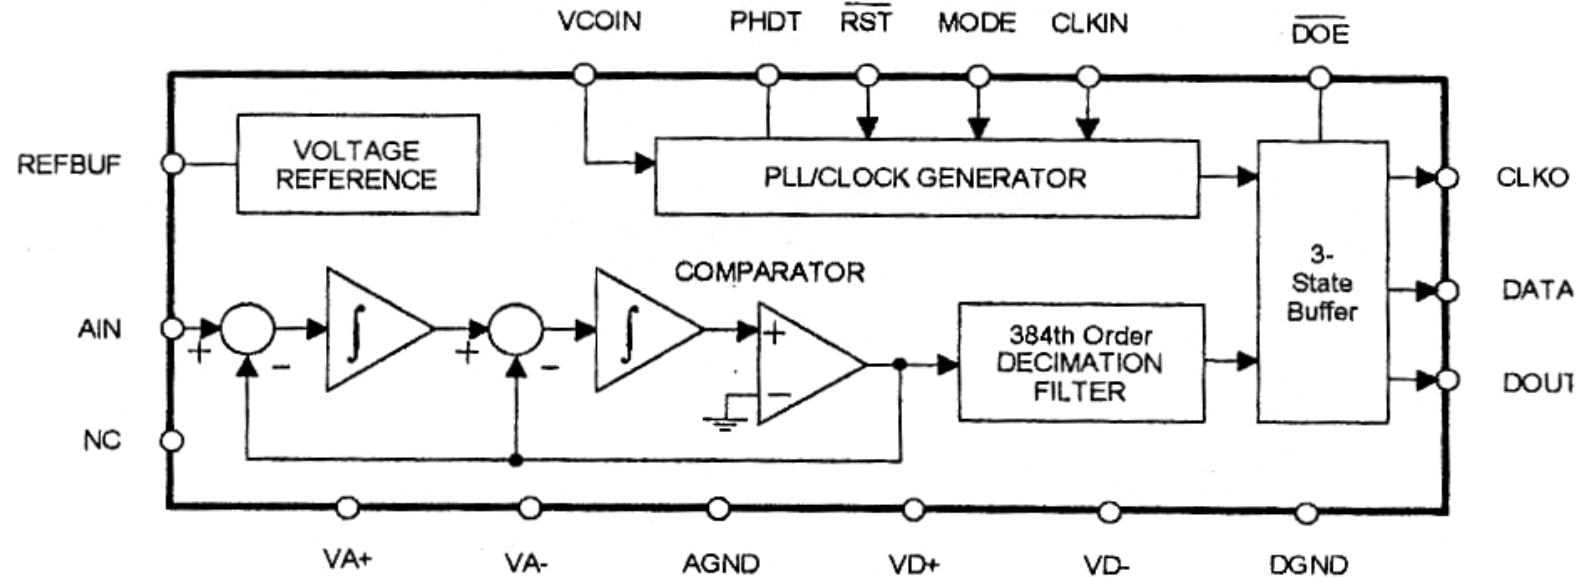 VCOIN PHDT RST MODE CLKIN DOE
REFBUF
VOLTAGE
REFERENCE
PLL/CLOCK GENERATOR
CLKO
COMPARATOR
3-
State
Buffer
DATA
AIN
+
-
∫
+
-
∫
+
-
384th Order
DECIMATION
FILTER
DOUT
NC
VA+ VA- AGND VD+ VD- DGND